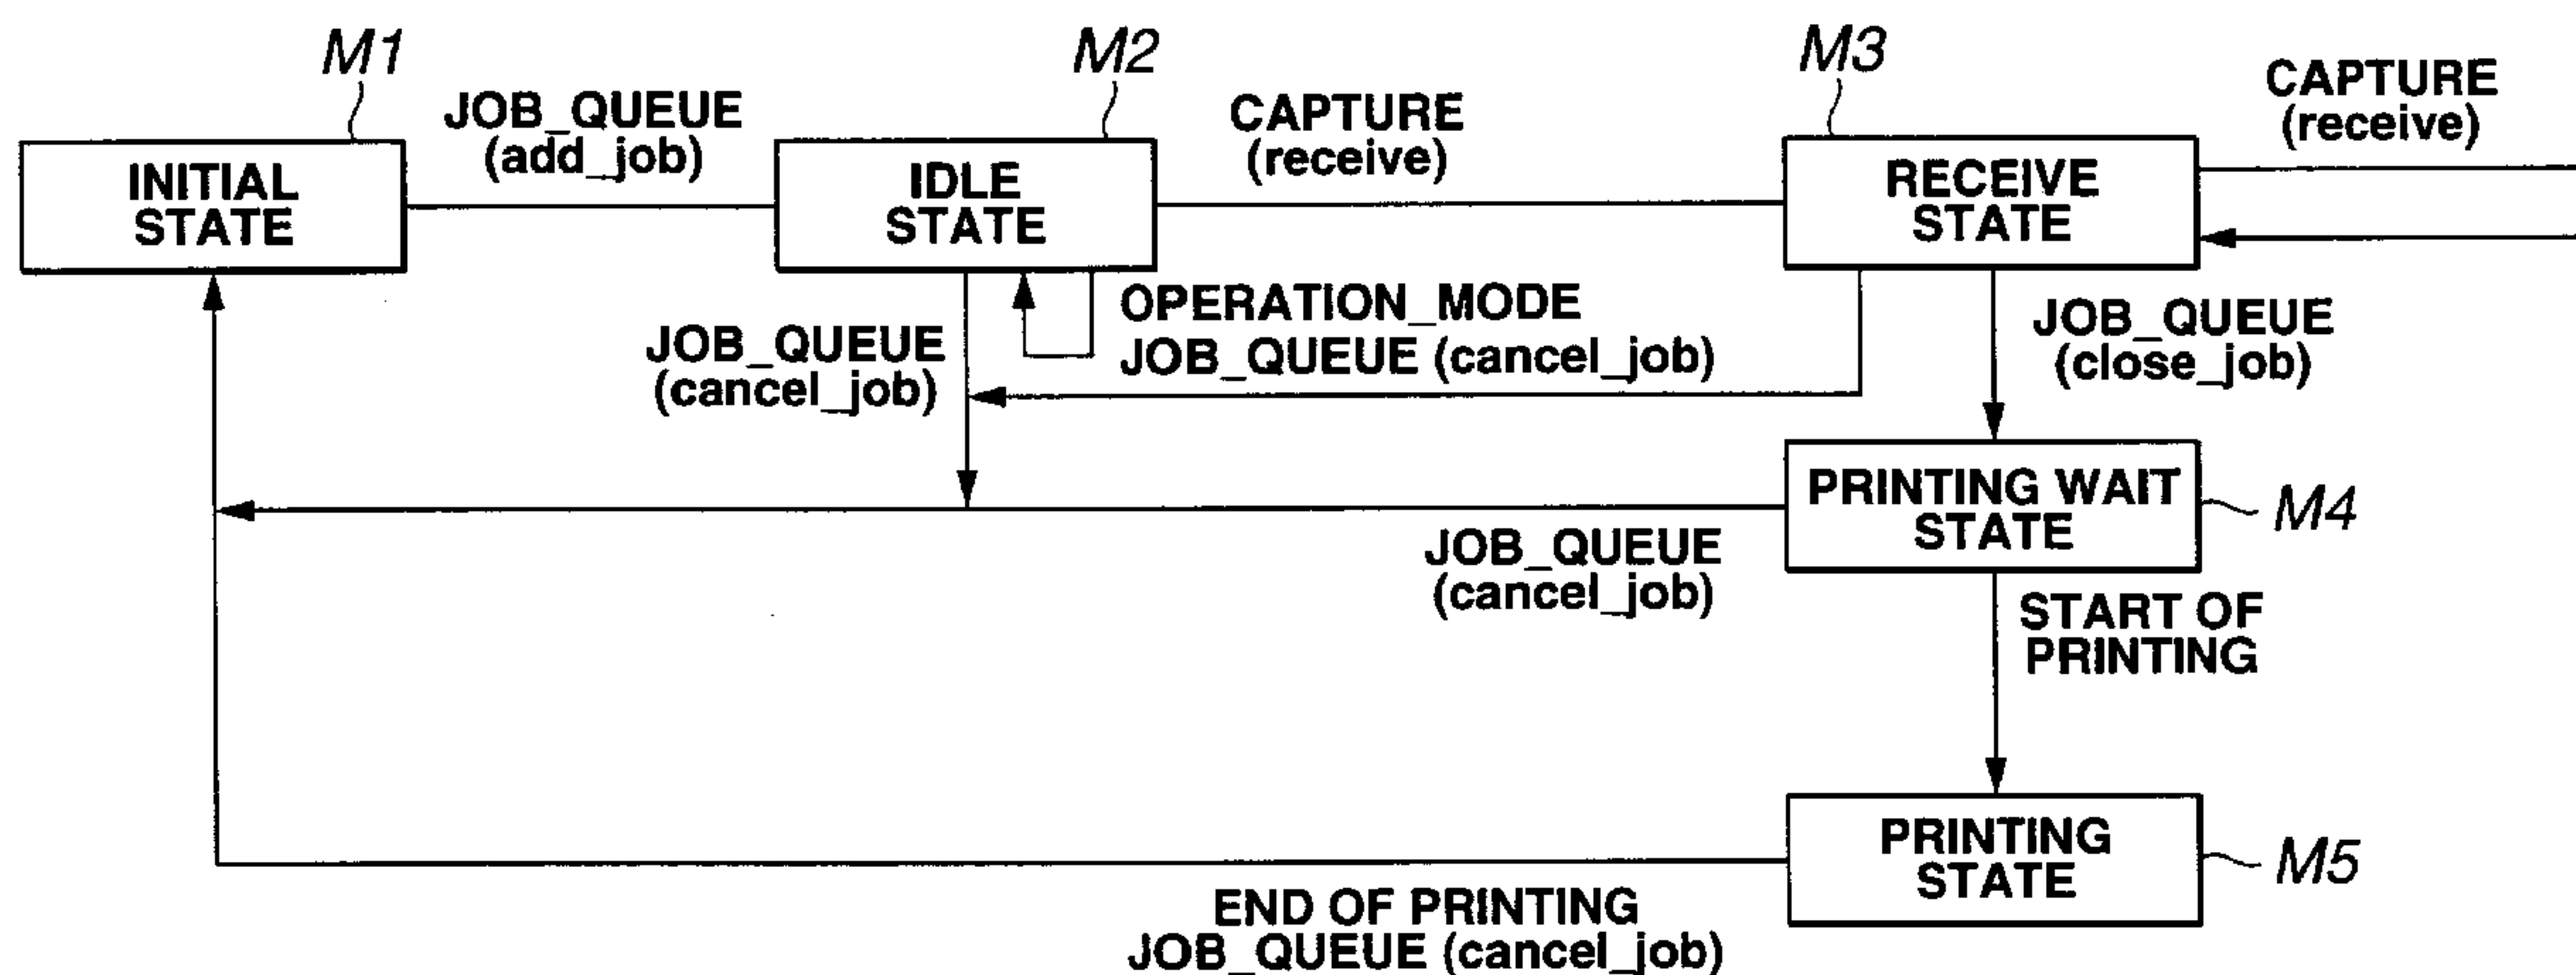 M1
M2
M3
JOB_QUEUE
(add_job)
CAPTURE
(receive)
CAPTURE
(receive)
INITIAL
STATE
IDLE
STATE
RECEIVE
STATE
OPERATION_MODE
JOB_QUEUE (cancel_job)
JOB_QUEUE
(cancel_job)
JOB_QUEUE
(close_job)
PRINTING WAIT
STATE
M4
JOB_QUEUE
(cancel_job)
START OF
PRINTING
PRINTING
STATE
M5
END OF PRINTING
JOB_QUEUE (cancel_job)